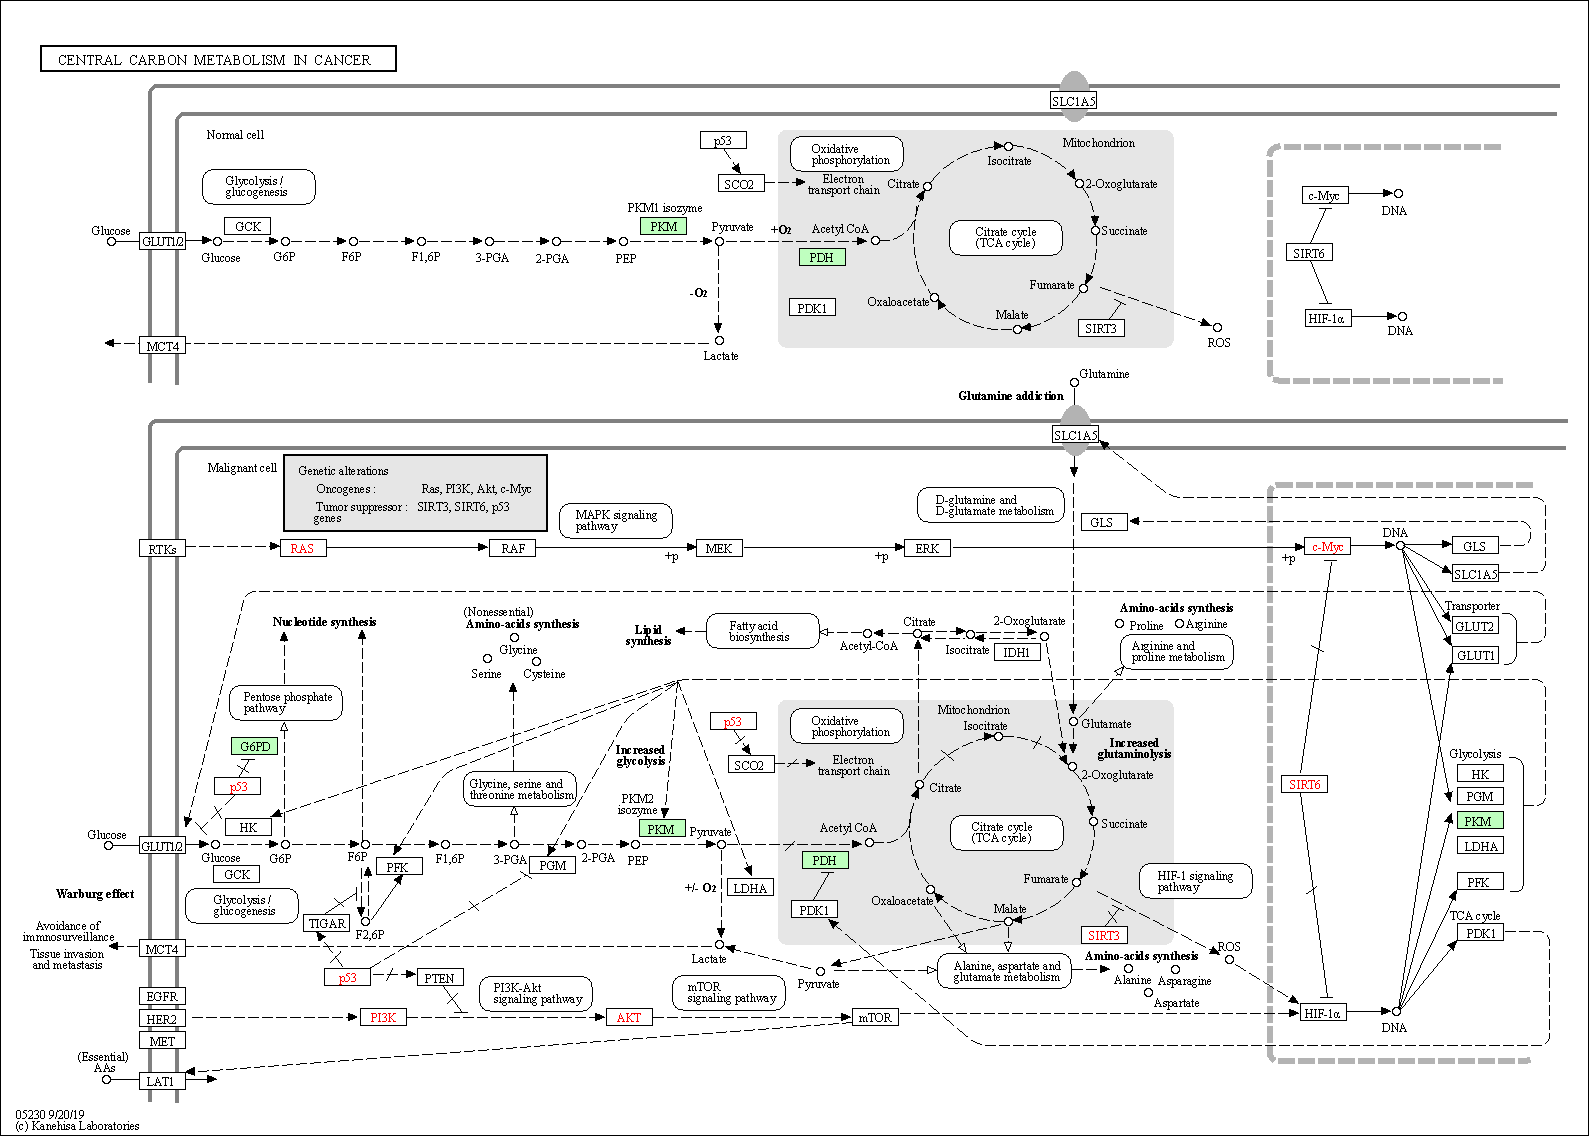 CENTRAL CARBON METABOLISM IN CANCER
SLC1A5
Normal cell
p53
Oxidative
phosphorylation
Mitochondrion
Isocitrate
SCO2
Electron
transport chain
Citrate
2-Oxoglutarate
Glycolysis /
glucogenesis
c-Myc
DNA
PKM1 isozyme
Glucose
GLUT1/2
GCK
PKM
Pyruvate
+O2
Acetyl CoA
Citrate cycle
(TCA cycle)
Succinate
Glucose
G6P
F6P
F1,6P
3-PGA
2-PGA
PEP
PDH
SIRT6
-O2
Oxaloacetate
Fumarate
PDK1
Malate
SIRT3
HIF-1α
DNA
MCT4
Lactate
ROS
Glutamine
Glutamine addiction
SLC1A5
Malignant cell
Genetic alterations
Oncogenes : Ras, PI3K, Akt, c-Myc
Tumor suppressor : SIRT3, SIRT6, p53
genes
MAPK signaling
pathway
D-glutamine and
D-glutamate metabolism
GLS
DNA
RTKs
RAS
RAF
+p
MEK
+p
ERK
+p
c-Myc
GLS
SLC1A5
Nucleotide synthesis
(Nonessential)
Amino-acids synthesis
Glycine
Serine
Cysteine
Lipid
synthesis
Fatty acid
biosynthesis
Citrate
Acetyl-CoA
Isocitrate
2-Oxoglutarate
IDH1
Amino-acids synthesis
Proline
Arginine
Arginine and
proline metabolism
Transporter
GLUT2
GLUT1
Pentose phosphate
pathway
G6PD
p53
Increased
glycolysis
p53
SCO2
Oxidative
phosphorylation
Electron
transport chain
Mitochondrion
Isocitrate
Glutamate
Increased
glutaminolysis
2-Oxoglutarate
Glycine, serine and
threonine metabolism
Citrate
SIRT6
Glycolysis
HK
PGM
PKM
LDHA
PFK
HK
PKM2
isozyme
PKM
Pyruvate
Acetyl CoA
Citrate cycle
(TCA cycle)
Succinate
Glucose
GLUT1/2
Glucose
GCK
G6P
F6P
PFK
F1,6P
3-PGA
PGM
2-PGA
PEP
PDH
Warburg effect
Glycolysis /
glucogenesis
TIGAR
F2,6P
+/- O2
LDHA
PDK1
Oxaloacetate
Fumarate
Malate
SIRT3
HIF-1 signaling
pathway
TCA cycle
PDK1
Avoidance of
immnosurveillance
Tissue invasion
and metastasis
MCT4
p53
PTEN
Lactate
Pyruvate
Alanine, aspartate and
glutamate metabolism
Amino-acids synthesis
Alanine
Asparagine
Aspartate
ROS
EGFR
HER2
MET
PI3K
PI3K-Akt
signaling pathway
AKT
mTOR
signaling pathway
mTOR
HIF-1α
DNA
(Essential)
AAs
LAT1
05230 9/20/19
(c) Kanehisa Laboratories